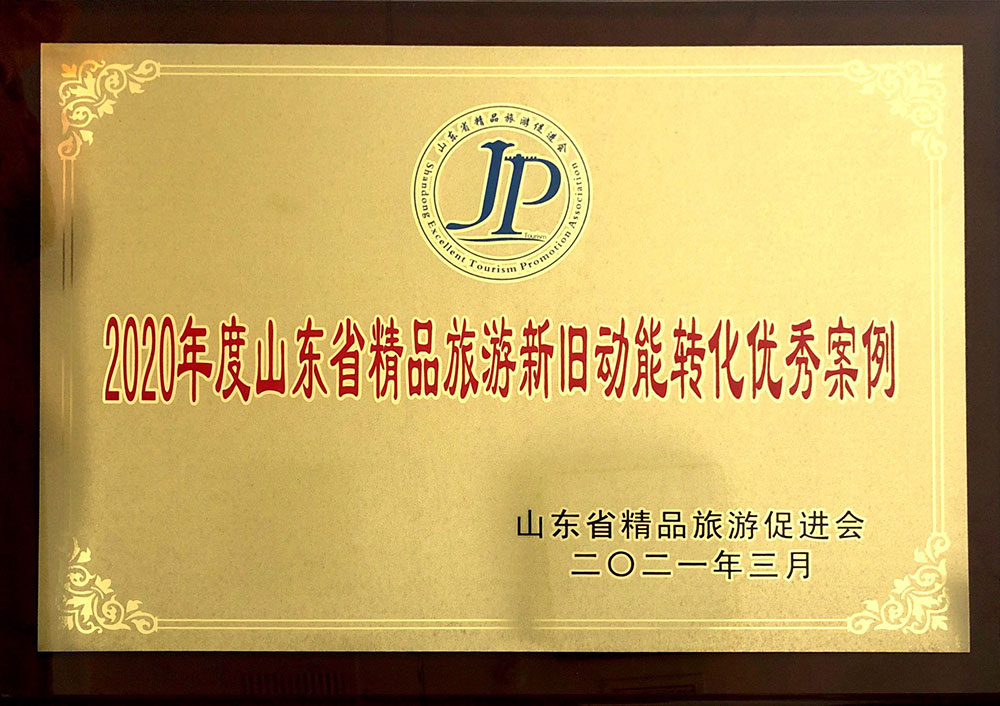 山东省精品旅游促进会
JP
Tourism
Shandong Excellent Tourism Promotion Association
2020年度山东省精品旅游新旧动能转化优秀案例
山东省精品旅游促进会
二〇二一年三月